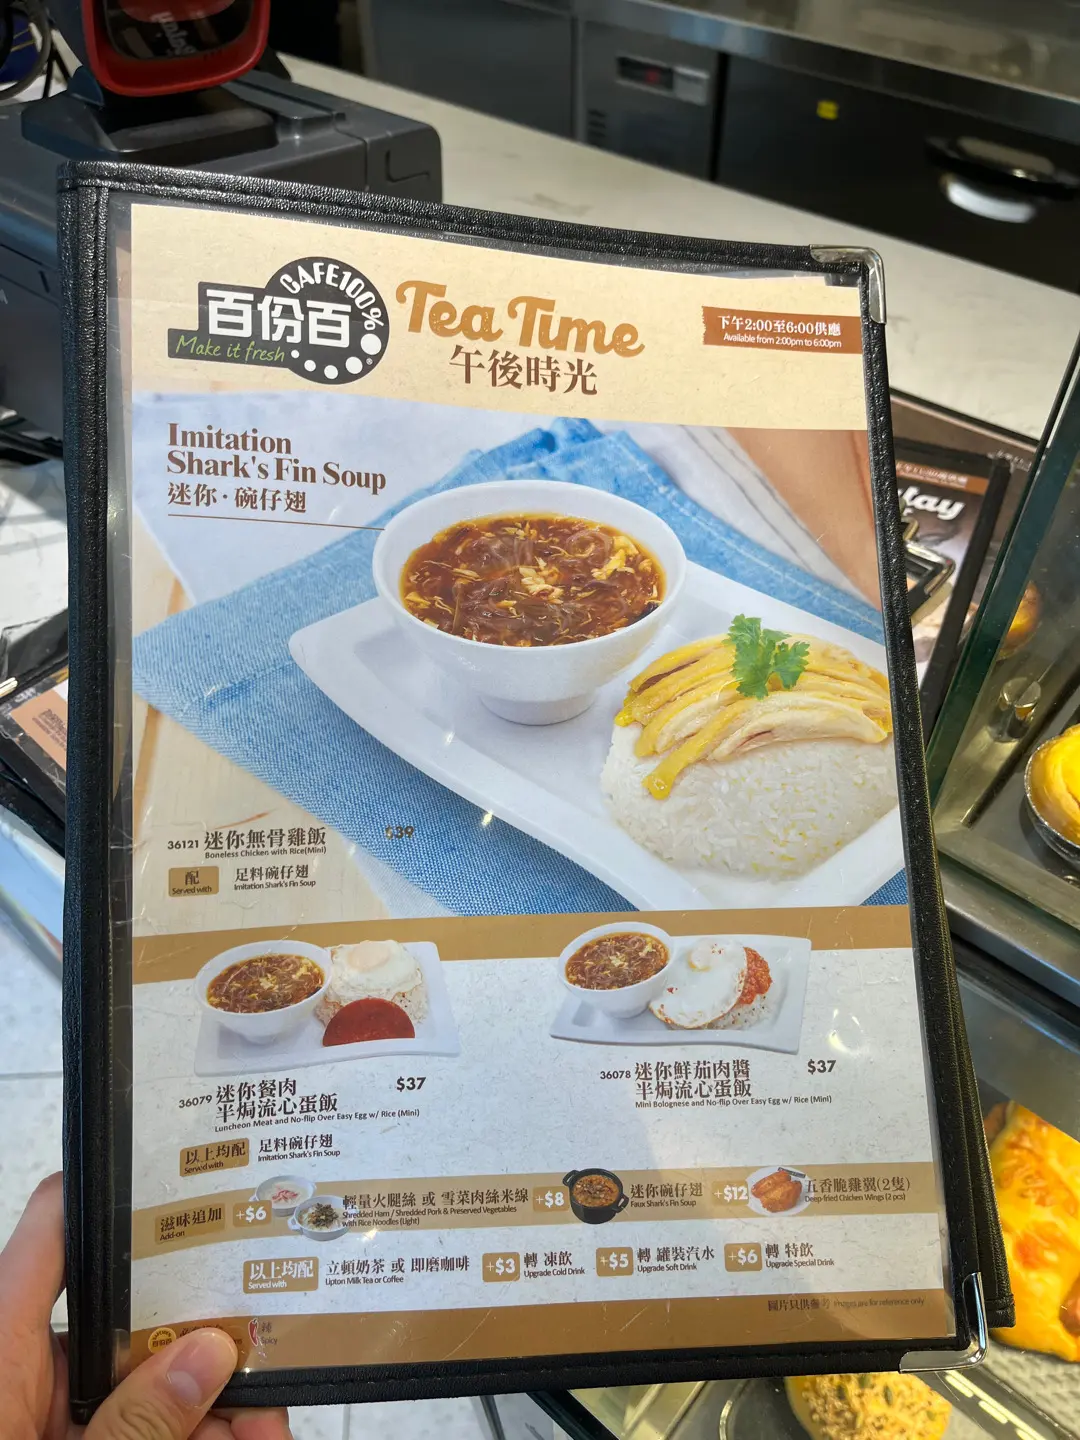 CAFE100%
百份百
Make it fresh
Tea Time
午後時光
下午2:00至6:00供應
Available from 2:00pm to 6:00pm
Imitation
Shark's Fin Soup
迷你·碗仔翅
36121 迷你無骨雞飯 $39
Boneless Chicken with Rice(Mini)
配 足料碗仔翅
Served with Imitation Shark's Fin Soup
36079 迷你餐肉 $37
半焗流心蛋飯
Luncheon Meat and No-flip Over Easy Egg w/ Rice (Mini)
36078 迷你鮮茄肉醬 $37
半焗流心蛋飯
Mini Bolognese and No-flip Over Easy Egg w/ Rice (Mini)
以上均配 足料碗仔翅
Served with Imitation Shark's Fin Soup
滋味追加
Add-on
+$6 輕量火腿絲 或 雪菜肉絲米線
Shredded Ham / Shredded Pork & Preserved Vegetables
with Rice Noodles (Light)
+$8 迷你碗仔翅
Faux Shark's Fin Soup
+$12 五香脆雞翼(2隻)
Deep-fried Chicken Wings (2 pcs)
以上均配 立頓奶茶 或 即磨咖啡
Served with Lipton Milk Tea or Coffee
+$3 轉 凍飲
Upgrade Cold Drink
+$5 轉 罐裝汽水
Upgrade Soft Drink
+$6 轉 特飲
Upgrade Special Drink
圖片只供參考 Images are for reference only
辣
Spicy